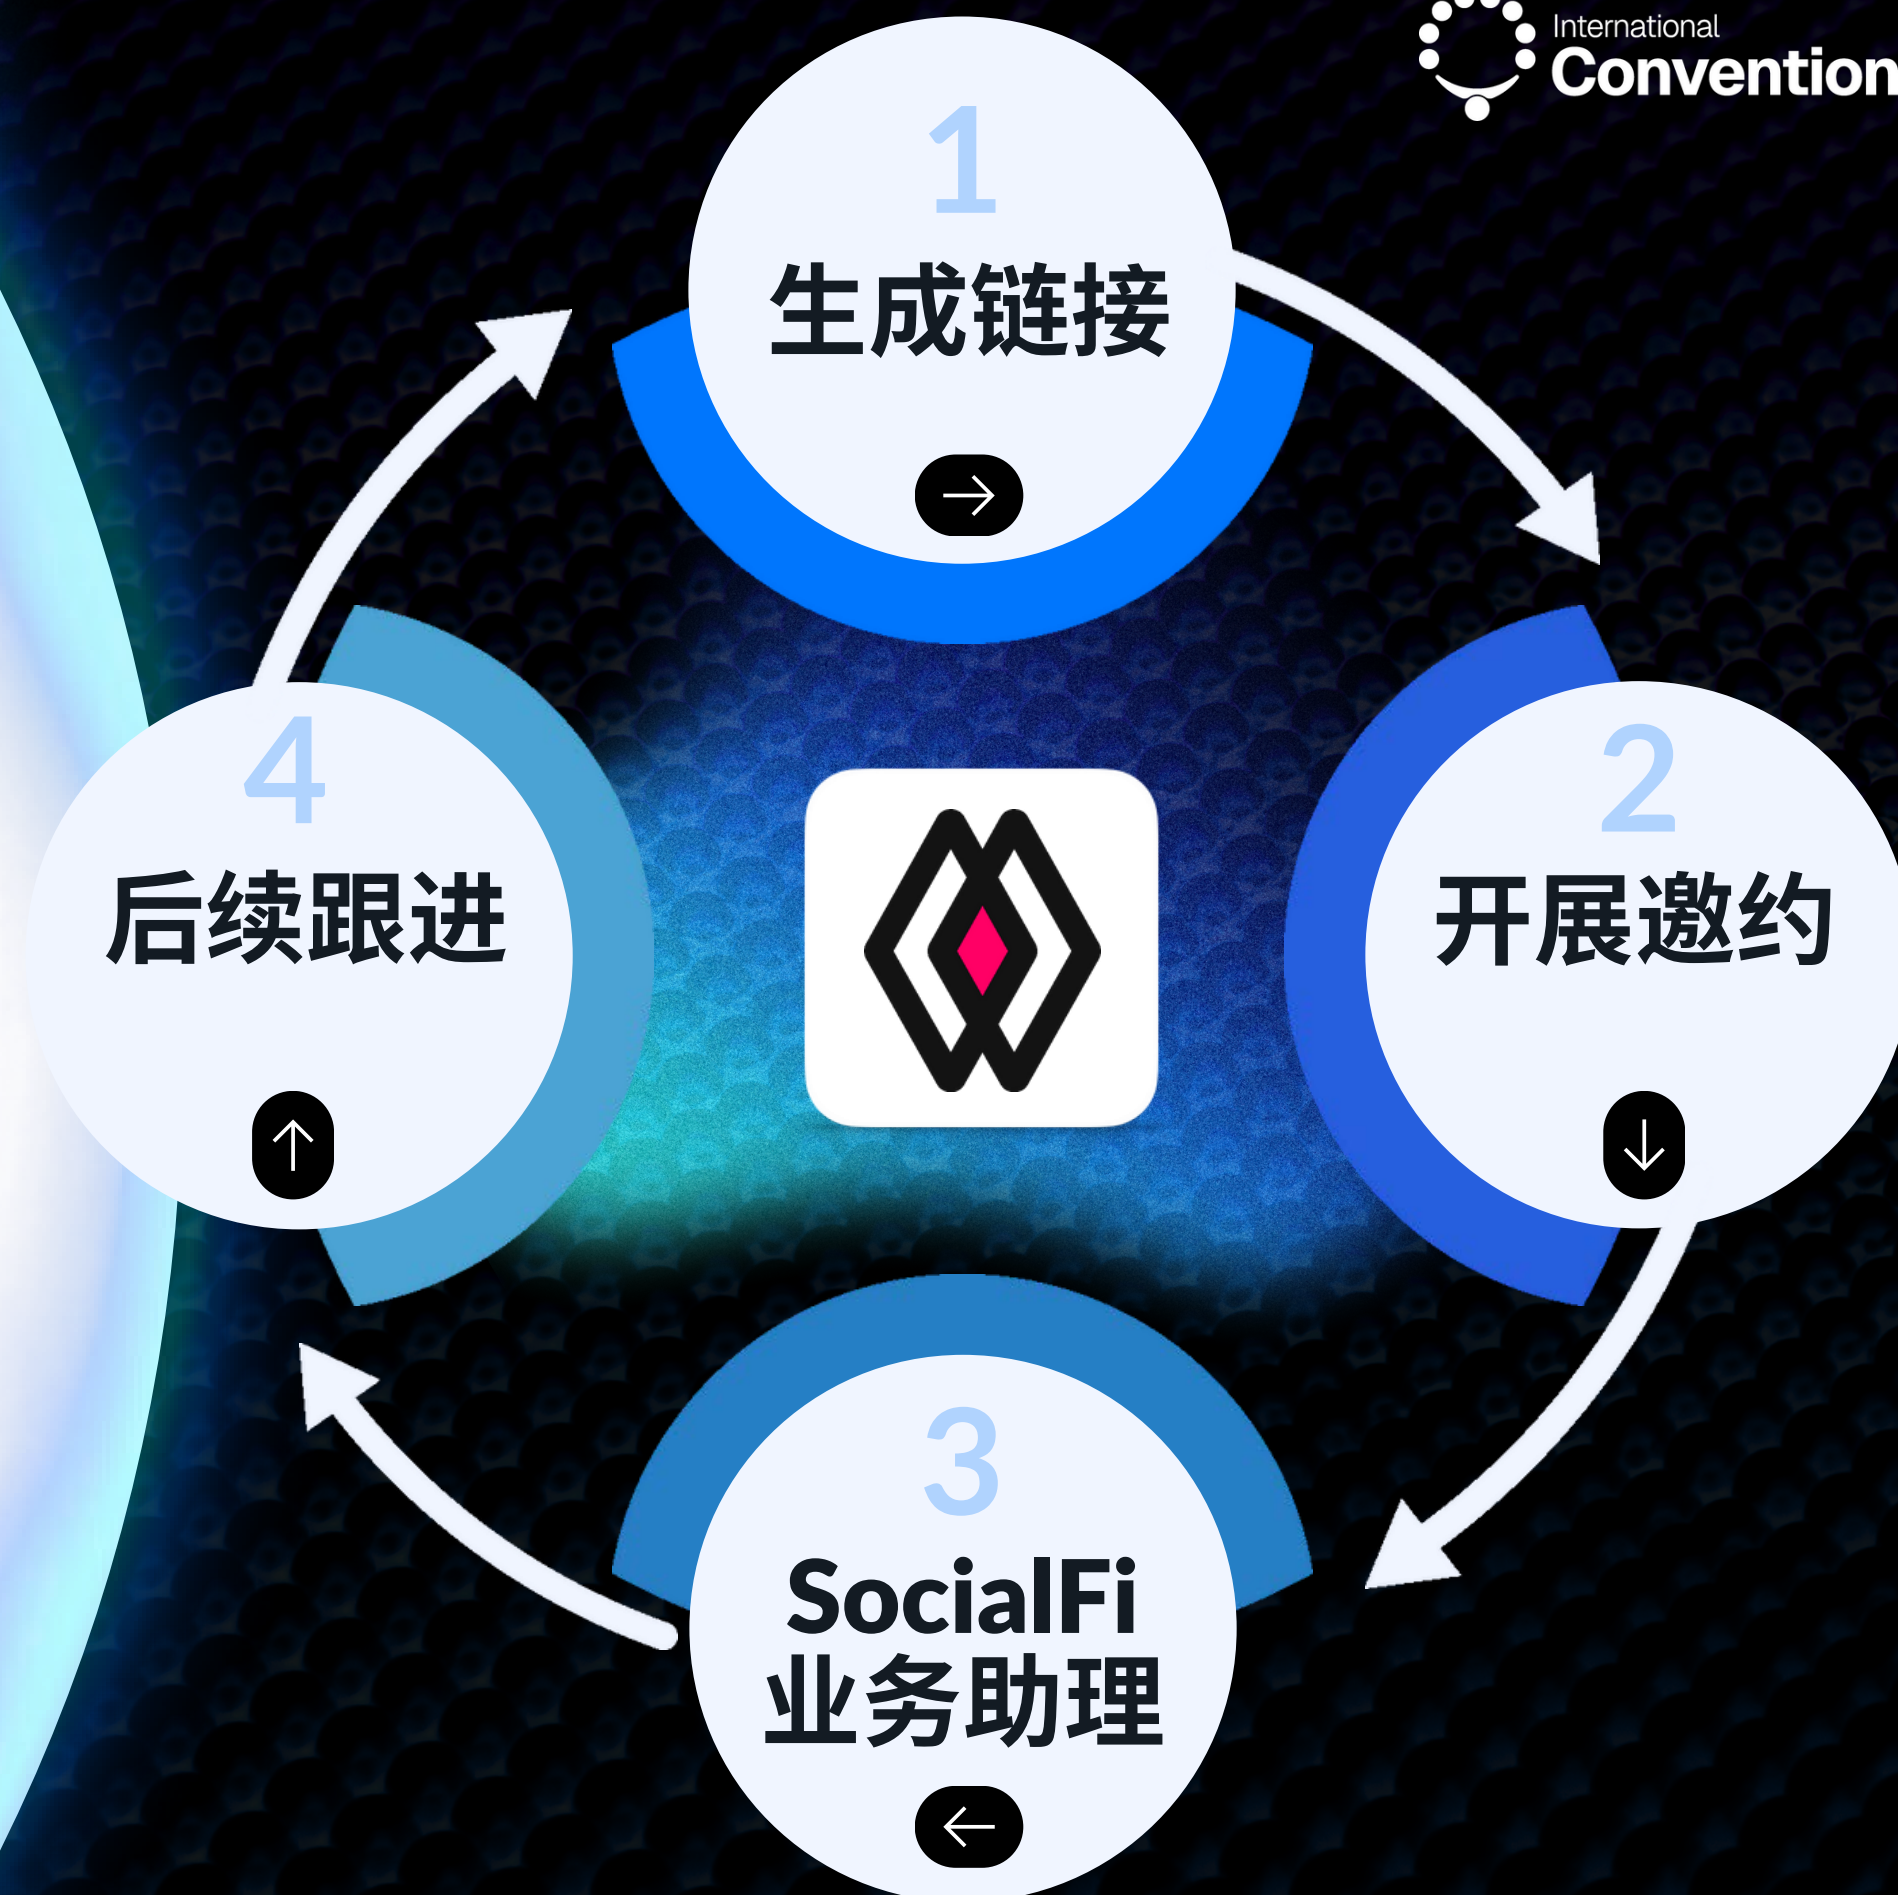 International
Convention
1
生成链接
2
开展邀约
3
SocialFi
业务助理
4
后续跟进